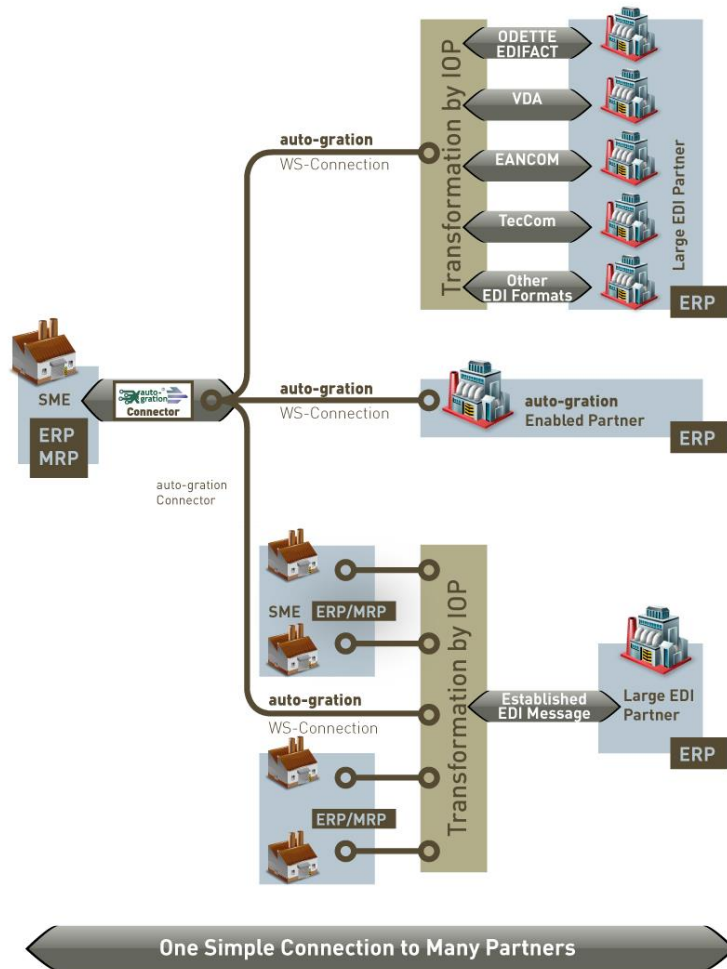 Transformation by IOP
ODETTE
EDIFACT
VDA
EANCOM
TecCom
Other
EDI Formats
Large EDI Partner
ERP
auto-gration
WS-Connection
SME
ERP
MRP
auto-gration
Connector
auto-gration
WS-Connection
auto-gration
Enabled Partner
ERP
auto-gration
Connector
SME
ERP/MRP
auto-gration
WS-Connection
ERP/MRP
Transformation by IOP
Established
EDI Message
Large EDI
Partner
ERP
One Simple Connection to Many Partners